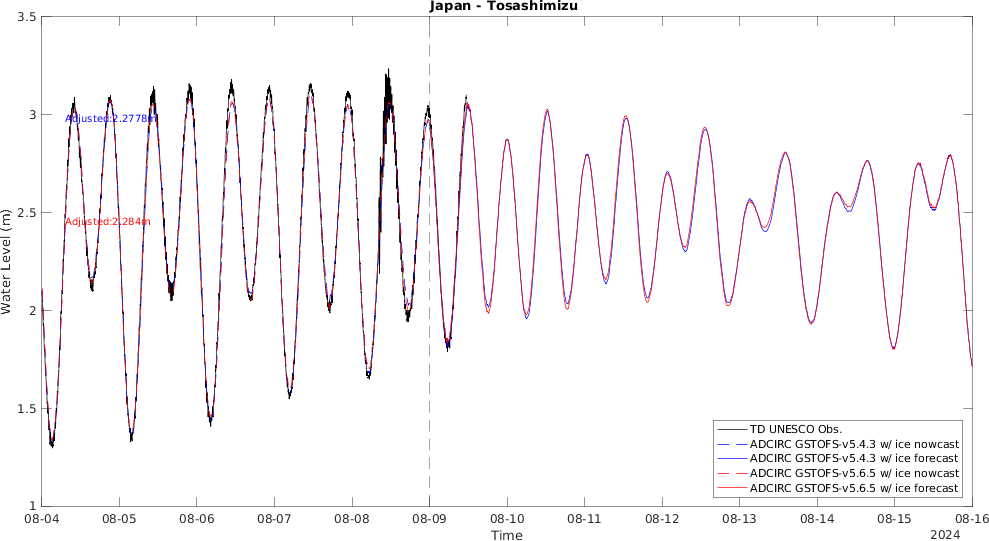 Japan - Tosashimizu
3.5
3
2.5
2
1.5
1
Water Level (m)
Adjusted:2.2778m
Adjusted:2.284m
TD UNESCO Obs.
ADCIRC GSTOFS-v5.4.3 w/ ice nowcast
ADCIRC GSTOFS-v5.4.3 w/ ice forecast
ADCIRC GSTOFS-v5.6.5 w/ ice nowcast
ADCIRC GSTOFS-v5.6.5 w/ ice forecast
08-04 08-05 08-06 08-07 08-08 08-09 08-10 08-11 08-12 08-13 08-14 08-15 08-16
Time
2024